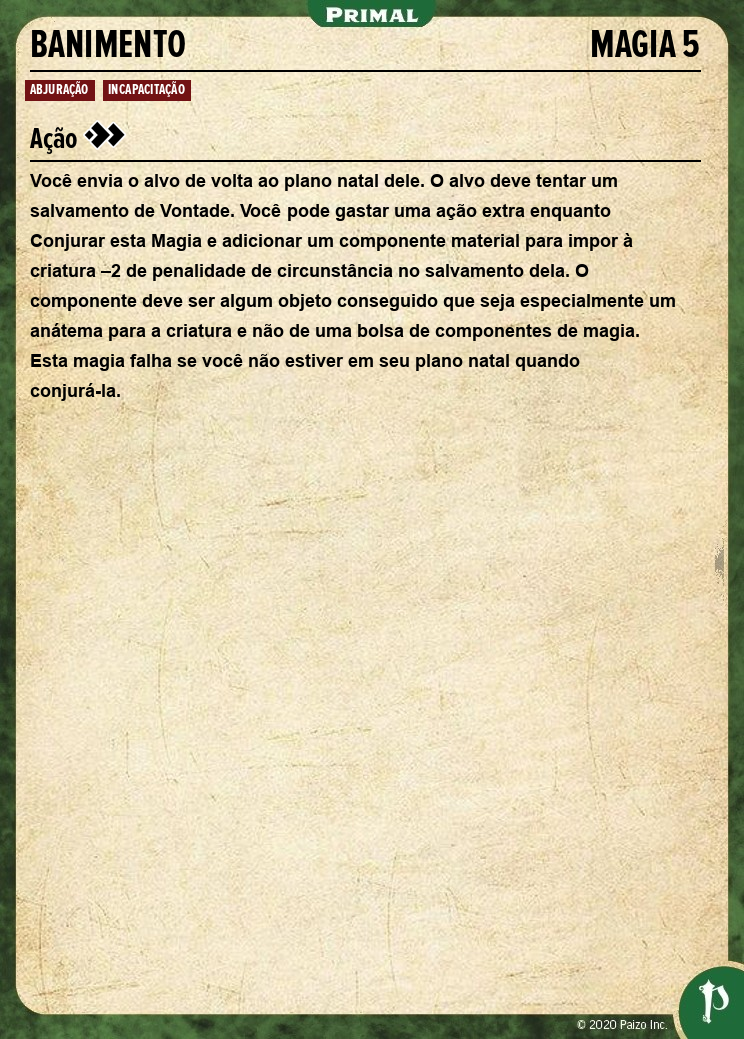 PRIMAL
BANIMENTO MAGIA 5
ABJURAÇÃO INCAPACITAÇÃO
Ação
Você envia o alvo de volta ao plano natal dele. O alvo deve tentar um
salvamento de Vontade. Você pode gastar uma ação extra enquanto
Conjurar esta Magia e adicionar um componente material para impor à
criatura –2 de penalidade de circunstância no salvamento dela. O
componente deve ser algum objeto conseguido que seja especialmente um
anátema para a criatura e não de uma bolsa de componentes de magia.
Esta magia falha se você não estiver em seu plano natal quando
conjurá-la.
© 2020 Paizo Inc.
P